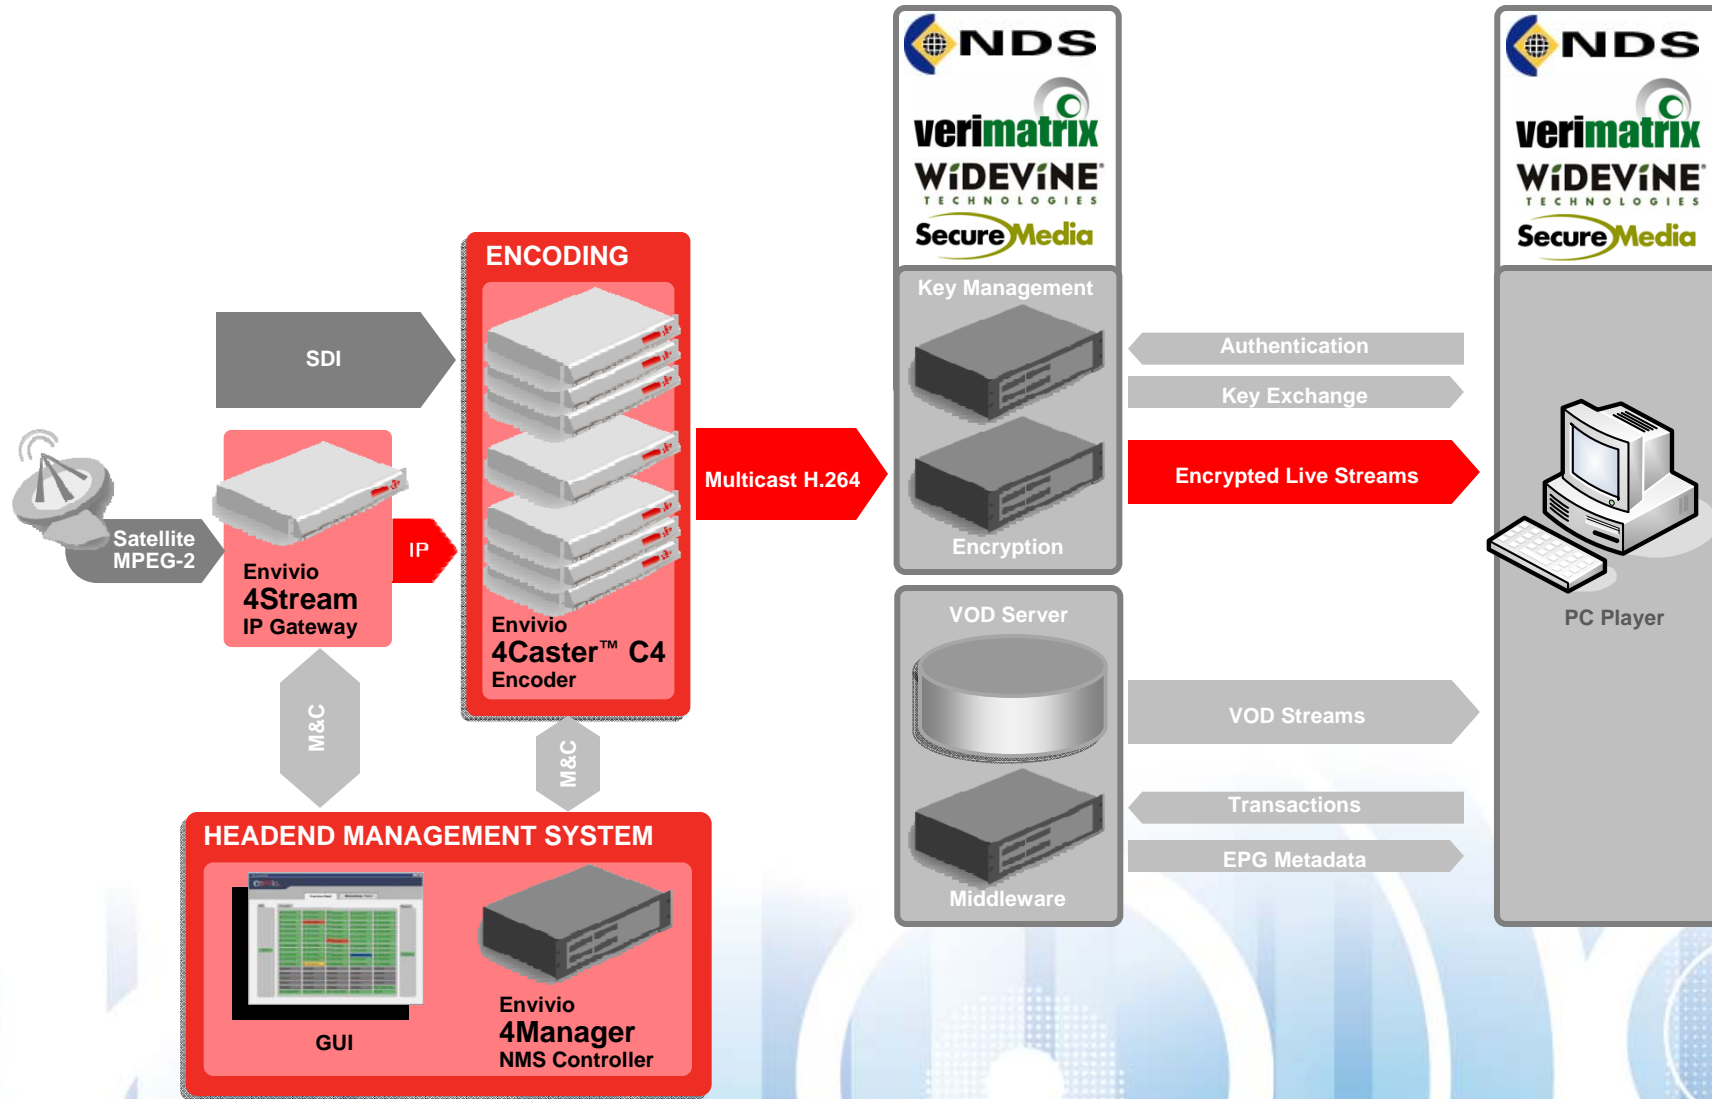 NDS
verimatrix
WiDEViNE®
TECHNOLOGIES
SecureMedia
NDS
verimatrix
WiDEViNE®
TECHNOLOGIES
SecureMedia
ENCODING
Key Management
SDI
Authentication
Key Exchange
Multicast H.264
Encrypted Live Streams
Satellite
MPEG-2
IP
Encryption
Envivio
4Stream
IP Gateway
Envivio
4Caster™ C4
Encoder
VOD Server
PC Player
M&C
M&C
VOD Streams
Transactions
EPG Metadata
Middleware
HEADEND MANAGEMENT SYSTEM
GUI
Envivio
4Manager
NMS Controller